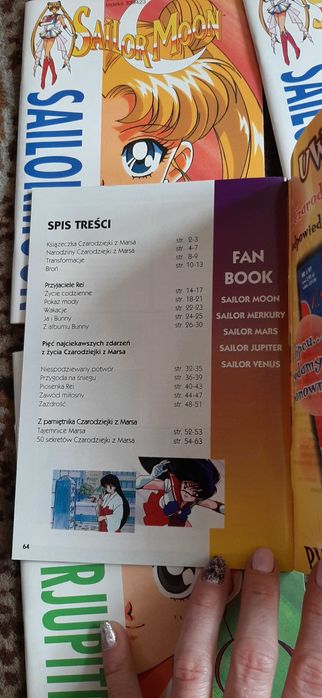 SAILOR MOON
SAILOR MOON
SPIS TREŚCI
Książeczka Czarodziejki z Marsa str. 2-3
Narodziny Czarodziejki z Marsa str. 4-7
Transformacje str. 8-9
Broń str. 10-13
Przyjaciele Rei
Życie codzienne str. 14-17
Pokaz mody str. 18-21
Wakacje str. 22-23
Ja i Bunny str. 24-25
Z albumu Bunny str. 26-30
Pięć najciekawszych zdarzeń
z życia Czarodziejki z Marsa
Niespodziewany potwór str. 32-35
Przygoda na śniegu str. 36-39
Piosenka Rei str. 40-43
Zawód miłosny str. 44-47
Zazdrość str. 48-51
Z pamiętnika Czarodziejki z Marsa
Tajemnice Marsa str. 52-53
50 sekretów Czarodziejki z Marsa str. 54-63
64
FAN
BOOK
SAILOR MOON
SAILOR MERKURY
SAILOR MARS
SAILOR JUPITER
SAILOR VENUS